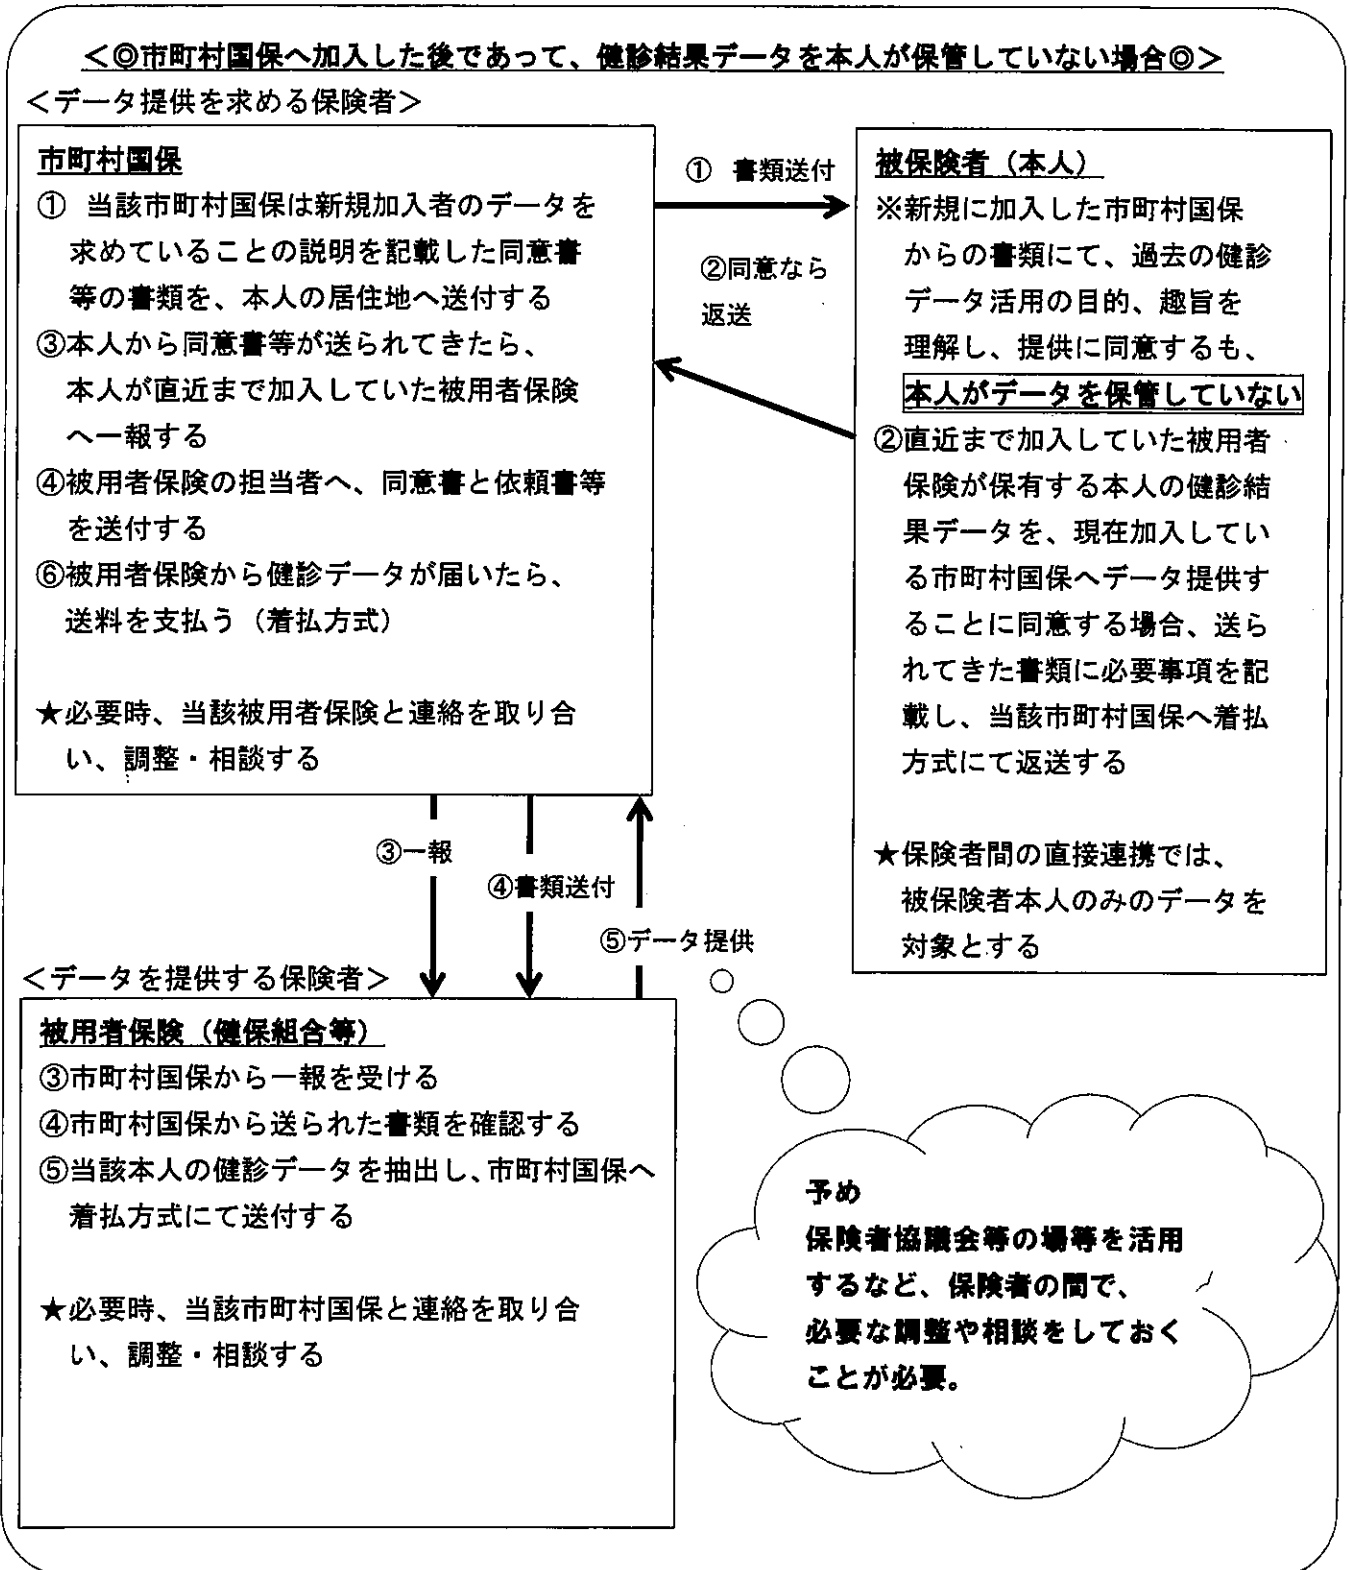 ＜◎市町村国保へ加入した後であって、健診結果データを本人が保管していない場合◎＞
＜データ提供を求める保険者＞
市町村国保
① 当該市町村国保は新規加入者のデータを
求めていることの説明を記載した同意書
等の書類を、本人の居住地へ送付する
③本人から同意書等が送られてきたら、
本人が直近まで加入していた被用者保険
へ一報する
④被用者保険の担当者へ、同意書と依頼書等
を送付する
⑥被用者保険から健診データが届いたら、
送料を支払う（着払方式）
★必要時、当該被用者保険と連絡を取り合
い、調整・相談する
① 書類送付
②同意なら
返送
被保険者（本人）
※新規に加入した市町村国保
からの書類にて、過去の健診
データ活用の目的、趣旨を
理解し、提供に同意するも、
本人がデータを保管していない
②直近まで加入していた被用者
保険が保有する本人の健診結
果データを、現在加入してい
る市町村国保へデータ提供す
ることに同意する場合、送ら
れてきた書類に必要事項を記
載し、当該市町村国保へ着払
方式にて返送する
★保険者間の直接連携では、
被保険者本人のみのデータを
対象とする
③一報
④書類送付
⑤データ提供
＜データを提供する保険者＞
被用者保険（健保組合等）
③市町村国保から一報を受ける
④市町村国保から送られた書類を確認する
⑤当該本人の健診データを抽出し、市町村国保へ
着払方式にて送付する
★必要時、当該市町村国保と連絡を取り合
い、調整・相談する
予め
保険者協議会等の場等を活用
するなど、保険者の間で、
必要な調整や相談をしておく
ことが必要。